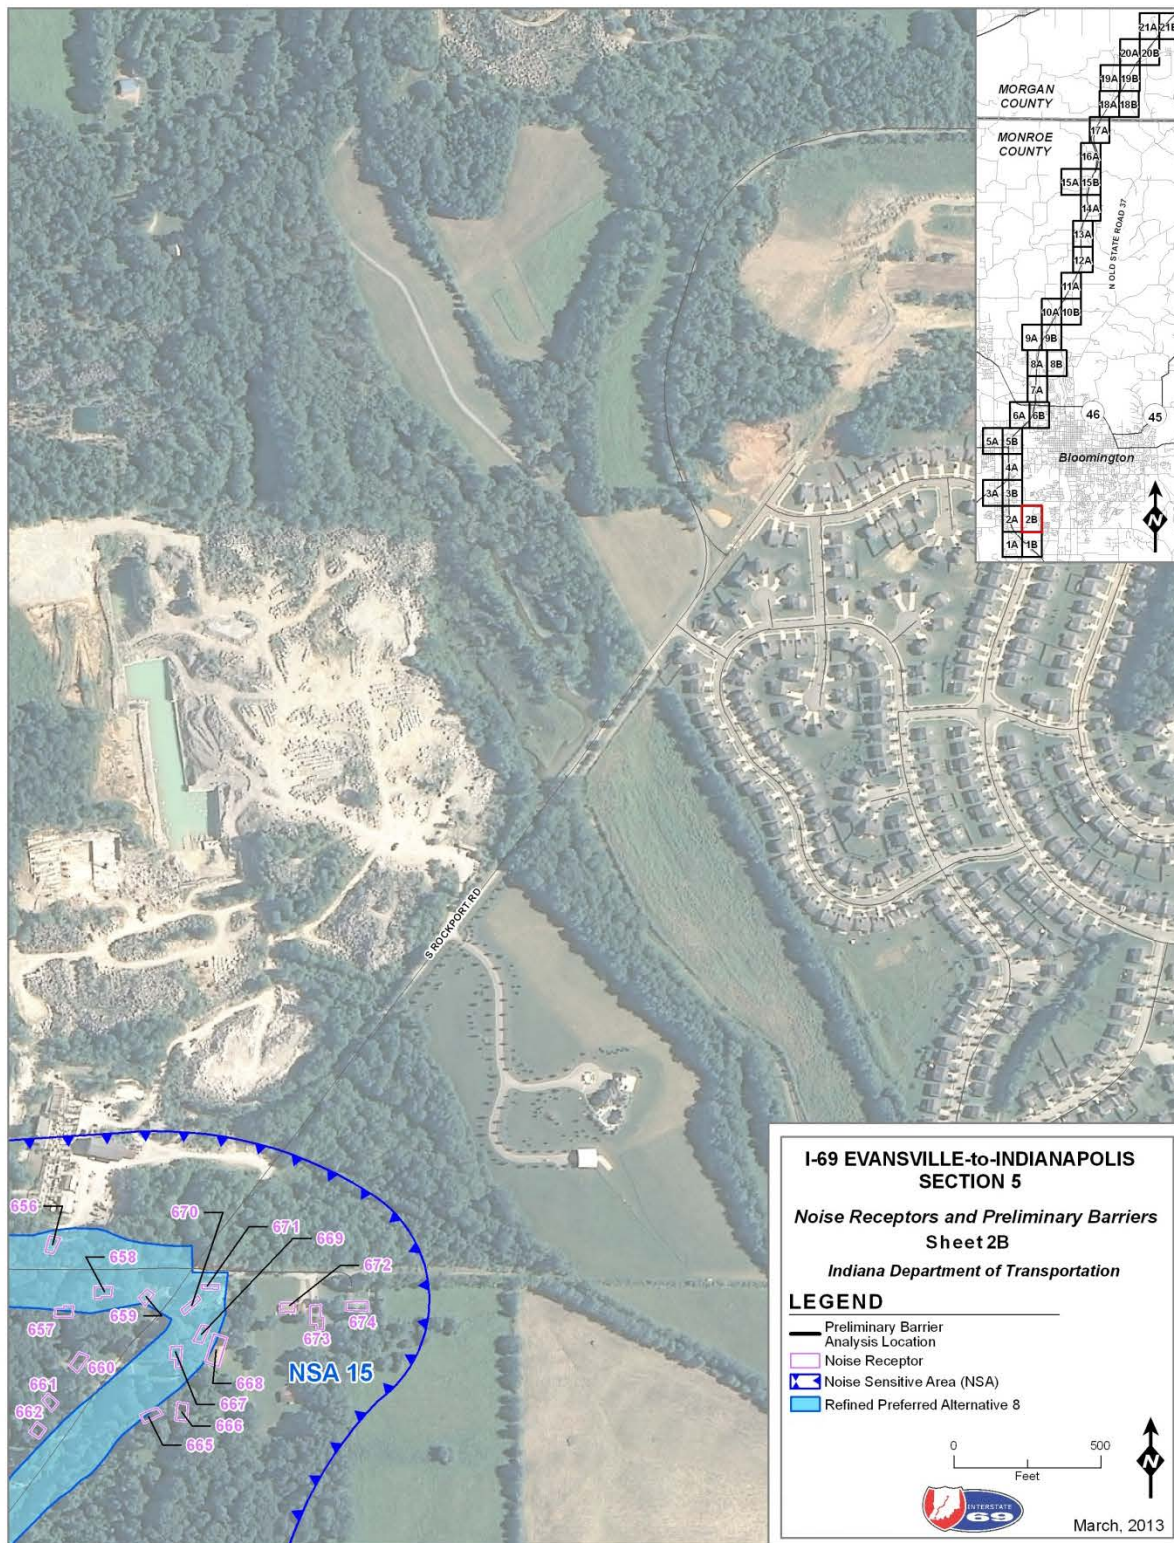 21A 21B
20A 20B
19A 19B
MORGAN
COUNTY
18A 18B
17A
MONROE
COUNTY
16A
15A 15B
14A
N OLD STATE ROAD 37
13A
12A
11A
10A 10B
9A 9B
8A 8B
7A
6A 6B
46
45
5A 5B
Bloomington
4A
3A 3B
2A 2B
N
1A 1B
S ROCKPORT RD
656
670
671
669
658
672
657
659
673
674
660
NSA 15
668
661
667
662
666
665
I-69 EVANSVILLE-to-INDIANAPOLIS
SECTION 5
Noise Receptors and Preliminary Barriers
Sheet 2B
Indiana Department of Transportation
LEGEND
Preliminary Barrier
Analysis Location
Noise Receptor
Noise Sensitive Area (NSA)
Refined Preferred Alternative 8
0 500
Feet
N
INTERSTATE
69
March, 2013